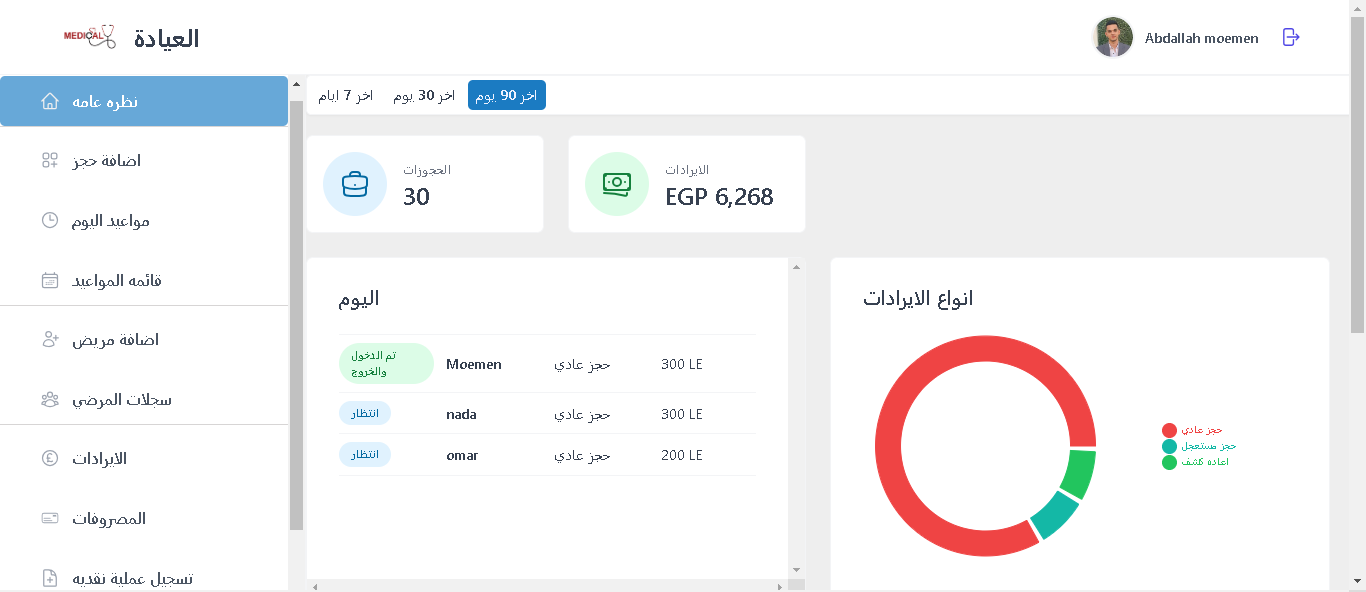 MEDICAL
العيادة
Abdallah moemen
نظره عامه
اضافة حجز
مواعيد اليوم
قائمه المواعيد
اضافة مريض
سجلات المرضي
الايرادات
المصروفات
تسجيل عملية نقديه
اخر 7 ايام
اخر 30 يوم
اخر 90 يوم
الحجوزات
30
الايرادات
EGP 6,268
اليوم
تم الدخول
والخروج
Moemen
حجز عادي
300 LE
انتظار
nada
حجز عادي
300 LE
انتظار
omar
حجز عادي
200 LE
انواع الايرادات
حجز عادي
حجز مستعجل
اعاده كشف